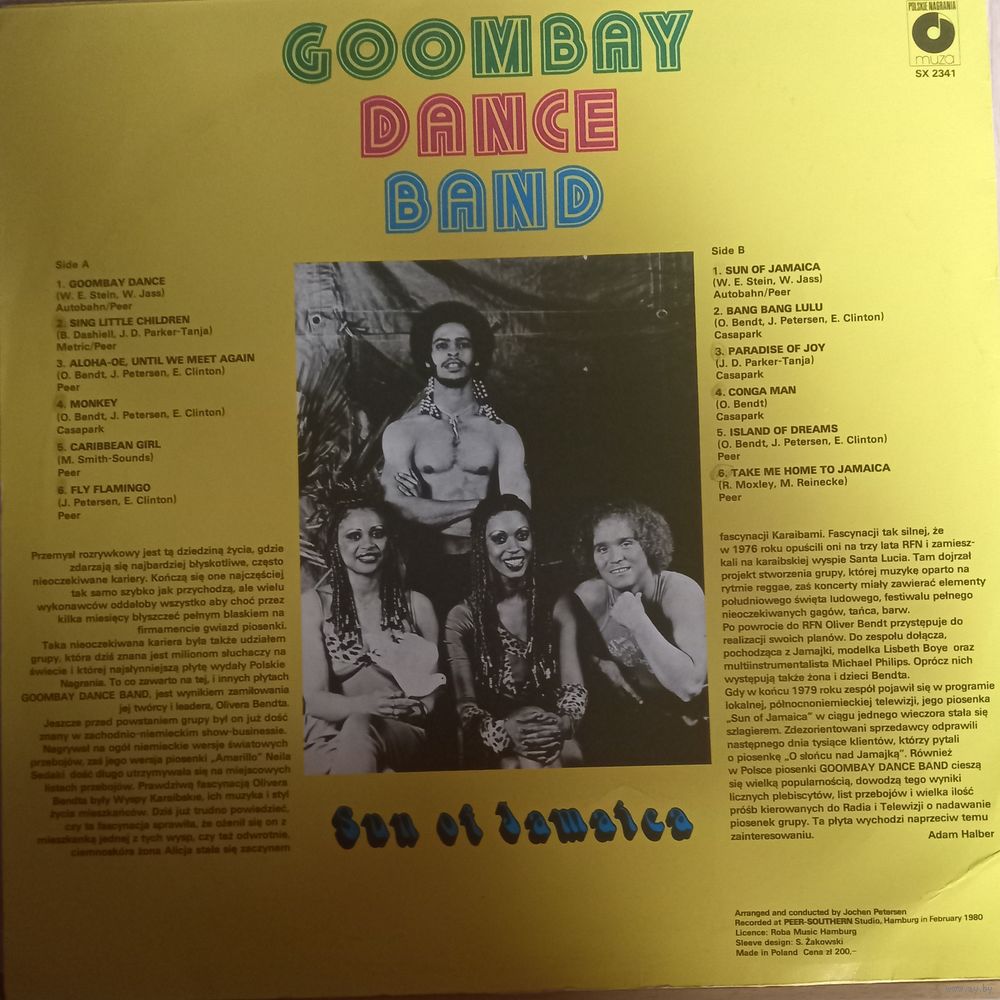 GOOMBAY
DANCE
BAND
POLSKIE NAGRANIA
muza
SX 2341
Side A
1. GOOMBAY DANCE
(W. E. Stein, W. Jass)
Autobahn/Peer
2. SING LITTLE CHILDREN
(B. Dashiell, J. D. Parker-Tanja)
Metric/Peer
3. ALOHA-OE, UNTIL WE MEET AGAIN
(O. Bendt, J. Petersen, E. Clinton)
Peer
4. MONKEY
(O. Bendt, J. Petersen, E. Clinton)
Casapark
5. CARIBBEAN GIRL
(M. Smith-Sounds)
Peer
6. FLY FLAMINGO
(J. Petersen, E. Clinton)
Peer
Side B
1. SUN OF JAMAICA
(W. E. Stein, W. Jass)
Autobahn/Peer
2. BANG BANG LULU
(O. Bendt, J. Petersen, E. Clinton)
Casapark
3. PARADISE OF JOY
(J. D. Parker-Tanja)
Casapark
4. CONGA MAN
(O. Bendt)
Casapark
5. ISLAND OF DREAMS
(O. Bendt, J. Petersen, E. Clinton)
Peer
6. TAKE ME HOME TO JAMAICA
(R. Moxley, M. Reinecke)
Peer
Przemysł rozrywkowy jest tą dziedziną życia, gdzie
zdarzają się najbardziej błyskotliwe, często
nieoczekiwane kariery. Kończą się one najczęściej
tak samo szybko jak przychodzą, ale wielu
wykonawców oddałoby wszystko aby choć przez
kilka miesięcy błyszczeć pełnym blaskiem na
firmamencie gwiazd piosenki.
Taka nieoczekiwana kariera była także udziałem
grupy, która dziś znana jest milionom słuchaczy na
świecie i której najsłynniejszą płytę wydały Polskie
Nagrania. To co zawarto na tej, i innych płytach
GOOMBAY DANCE BAND, jest wynikiem zamiłowania
jej twórcy i leadera, Olivera Bendta.
Jeszcze przed powstaniem grupy był on już dość
znany w zachodnio-niemieckim show-businessie.
Nagrywał na ogół niemieckie wersje światowych
przebojów, zaś jego wersja piosenki „Amarillo” Neila
Sedaki dość długo utrzymywała się na miejscowych
listach przebojów. Prawdziwą fascynacją Olivera
Bendta były Wyspy Karaibskie, ich muzyka i styl
życia mieszkańców. Dziś już trudno powiedzieć,
czy ta fascynacja sprawiła, że ożenił się on z
mieszkanką jednej z tych wysp, czy też odwrotnie,
ciemnoskóra żona Alicja stała się zaczynem
fascynacji Karaibami. Fascynacji tak silnej, że
w 1976 roku opuścili oni na trzy lata RFN i zamiesz-
kali na karaibskiej wyspie Santa Lucia. Tam dojrzał
projekt stworzenia grupy, której muzykę oparto na
rytmie reggae, zaś koncerty miały zawierać elementy
południowego święta ludowego, festiwalu pełnego
nieoczekiwanych gagów, tańca, barw.
Po powrocie do RFN Oliver Bendt przystępuje do
realizacji swoich planów. Do zespołu dołącza,
pochodząca z Jamajki, modelka Lisbeth Boye oraz
multiinstrumentalista Michael Philips. Oprócz nich
występują także żona i dzieci Bendta.
Gdy w końcu 1979 roku zespół pojawił się w programie
lokalnej, północnoniemieckiej telewizji, jego piosenka
„Sun of Jamaica” w ciągu jednego wieczora stała się
szlagierem. Zdezorientowani sprzedawcy odprawili
następnego dnia tysiące klientów, którzy pytali
o piosenkę „O słońcu nad Jamajką”. Również
w Polsce piosenki GOOMBAY DANCE BAND cieszą
się wielką popularnością, dowodzą tego wyniki
licznych plebiscytów, list przebojów i wielka ilość
próśb kierowanych do Radia i Telewizji o nadawanie
piosenek grupy. Ta płyta wychodzi naprzeciw temu
zainteresowaniu.
Adam Halber
Sun of Jamaica
Arranged and conducted by Jochen Petersen
Recorded at PEER-SOUTHERN Studio, Hamburg in February 1980
Licence: Roba Music Hamburg
Sleeve design: S. Żakowski
Made in Poland Cena zł 200,-